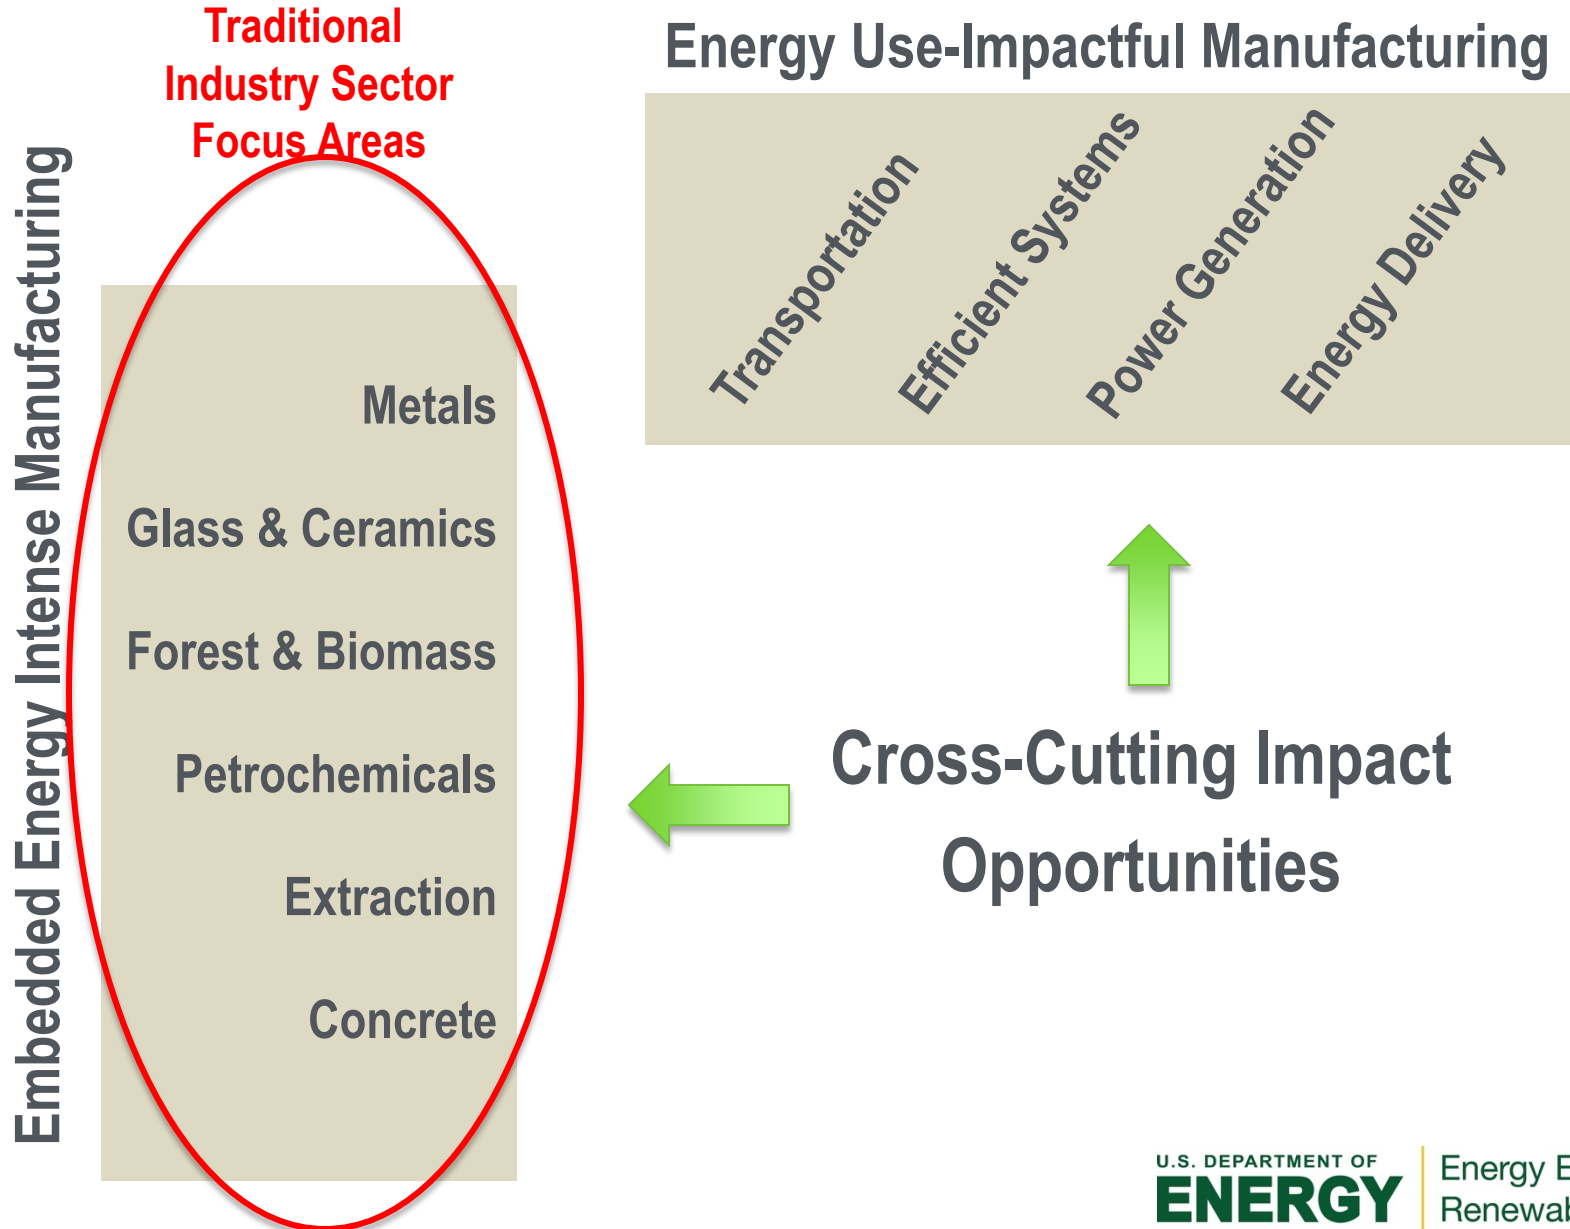 Traditional
Industry Sector
Focus Areas
Energy Use-Impactful Manufacturing
Transportation
Efficient Systems
Power Generation
Energy Delivery
Embedded Energy Intense Manufacturing
Metals
Glass & Ceramics
Forest & Biomass
Petrochemicals
Extraction
Concrete
Cross-Cutting Impact
Opportunities
U.S. DEPARTMENT OF
ENERGY
Energy